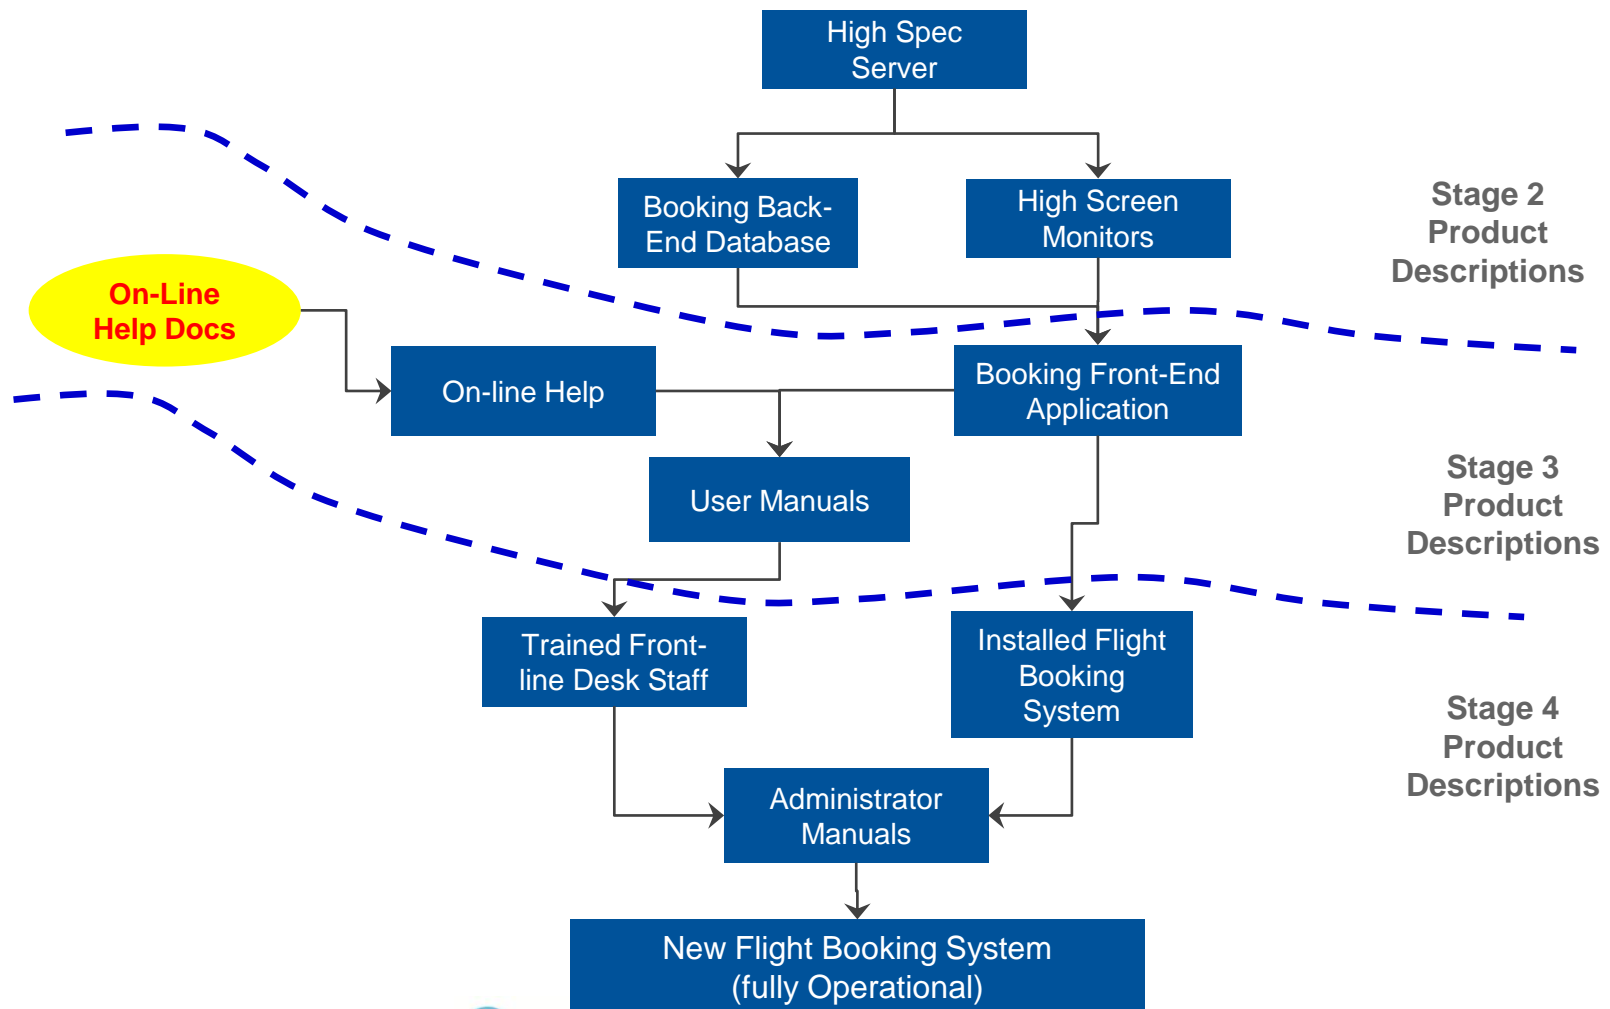 High Spec
Server
Booking Back-
End Database
High Screen
Monitors
Stage 2
Product
Descriptions
On-Line
Help Docs
On-line Help
Booking Front-End
Application
User Manuals
Stage 3
Product
Descriptions
Trained Front-
line Desk Staff
Installed Flight
Booking
System
Stage 4
Product
Descriptions
Administrator
Manuals
New Flight Booking System
(fully Operational)